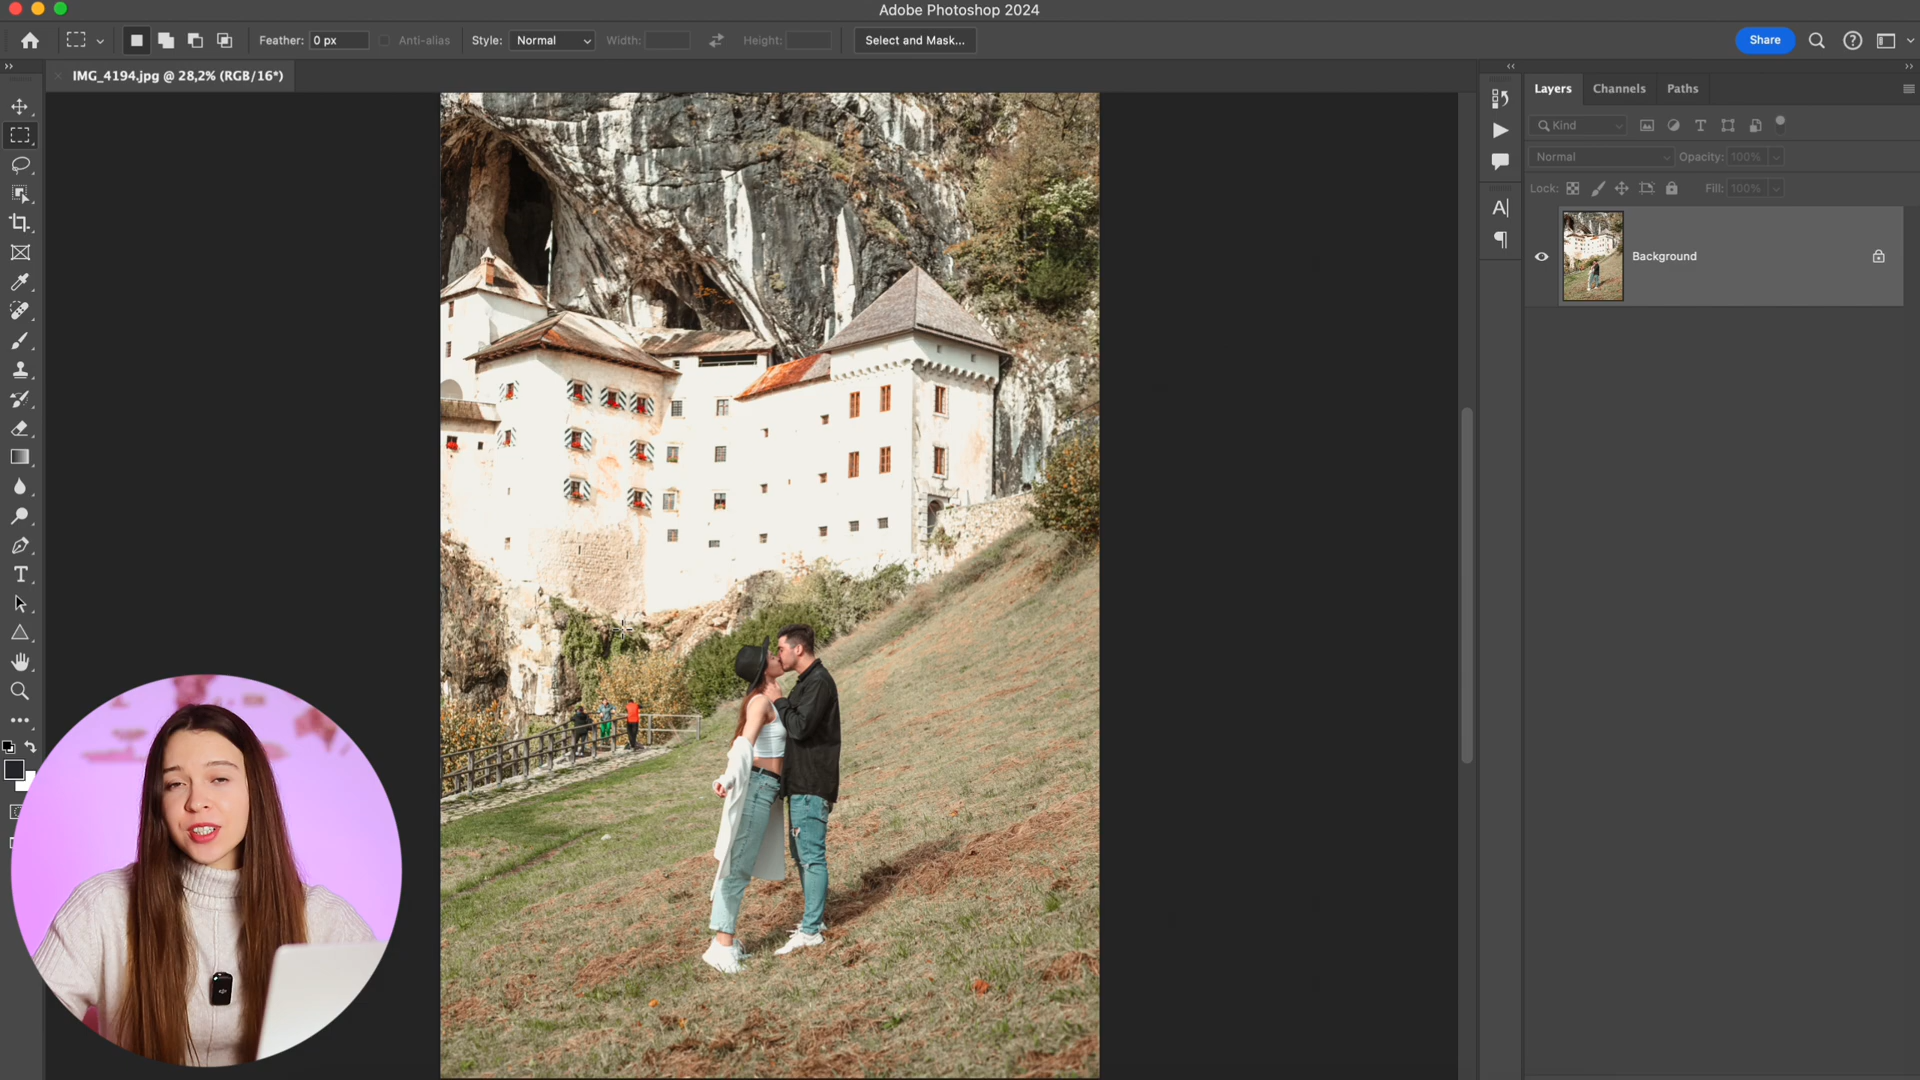 Adobe Photoshop 2024
Feather: 0 px Anti-alias Style: Normal Width: Height: Select and Mask... Share
IMG_4194.jpg @ 28,2% (RGB/16*)
Layers Channels Paths
Kind
Normal Opacity: 100%
Lock: Fill: 100%
Background